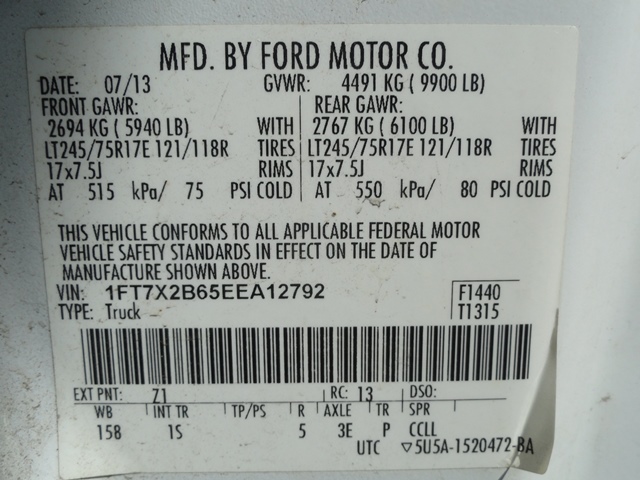 MFD. BY FORD MOTOR CO.
DATE: 07/13 GVWR: 4491 KG ( 9900 LB)
FRONT GAWR: REAR GAWR:
2694 KG ( 5940 LB) WITH 2767 KG ( 6100 LB) WITH
LT245/75R17E 121/118R TIRES LT245/75R17E 121/118R TIRES
17x7.5J RIMS 17x7.5J RIMS
AT 515 kPa/ 75 PSI COLD AT 550 kPa/ 80 PSI COLD
THIS VEHICLE CONFORMS TO ALL APPLICABLE FEDERAL MOTOR
VEHICLE SAFETY STANDARDS IN EFFECT ON THE DATE OF
MANUFACTURE SHOWN ABOVE.
VIN: 1FT7X2B65EEA12792 F1440
TYPE: Truck T1315
EXT PNT: Z1 RC: 13 DSO:
WB INT TR TP/PS R AXLE TR SPR
158 1S 5 3E P CCLL
UTC ▽5U5A-1520472-BA